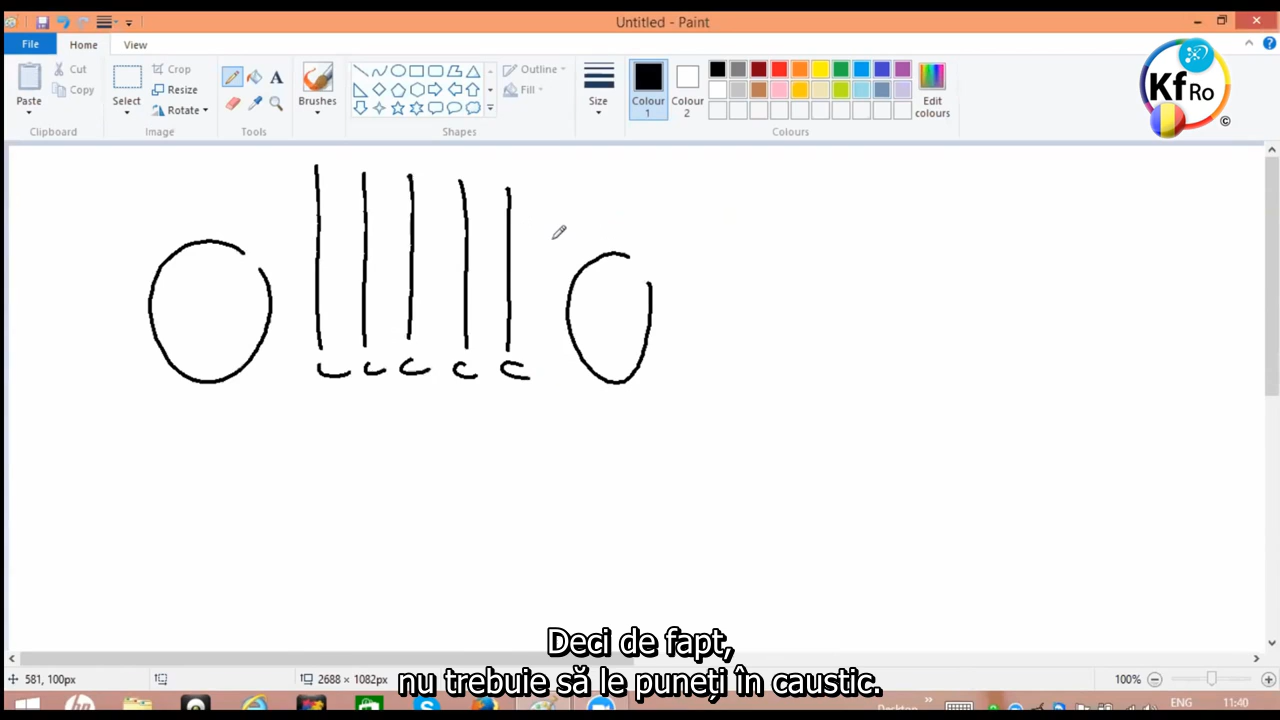 Untitled - Paint
File Home View
Paste Cut Copy Clipboard
Select Crop Resize Rotate Image
Tools
Brushes
Shapes Outline Fill
Size
Colour 1 Colour 2 Edit colours Colours
Kf Ro ©
c c c c c
Deci de fapt,
nu trebuie să le puneți în caustic.
581, 100px 2688 × 1082px 100%
Desktop ENG 11:40